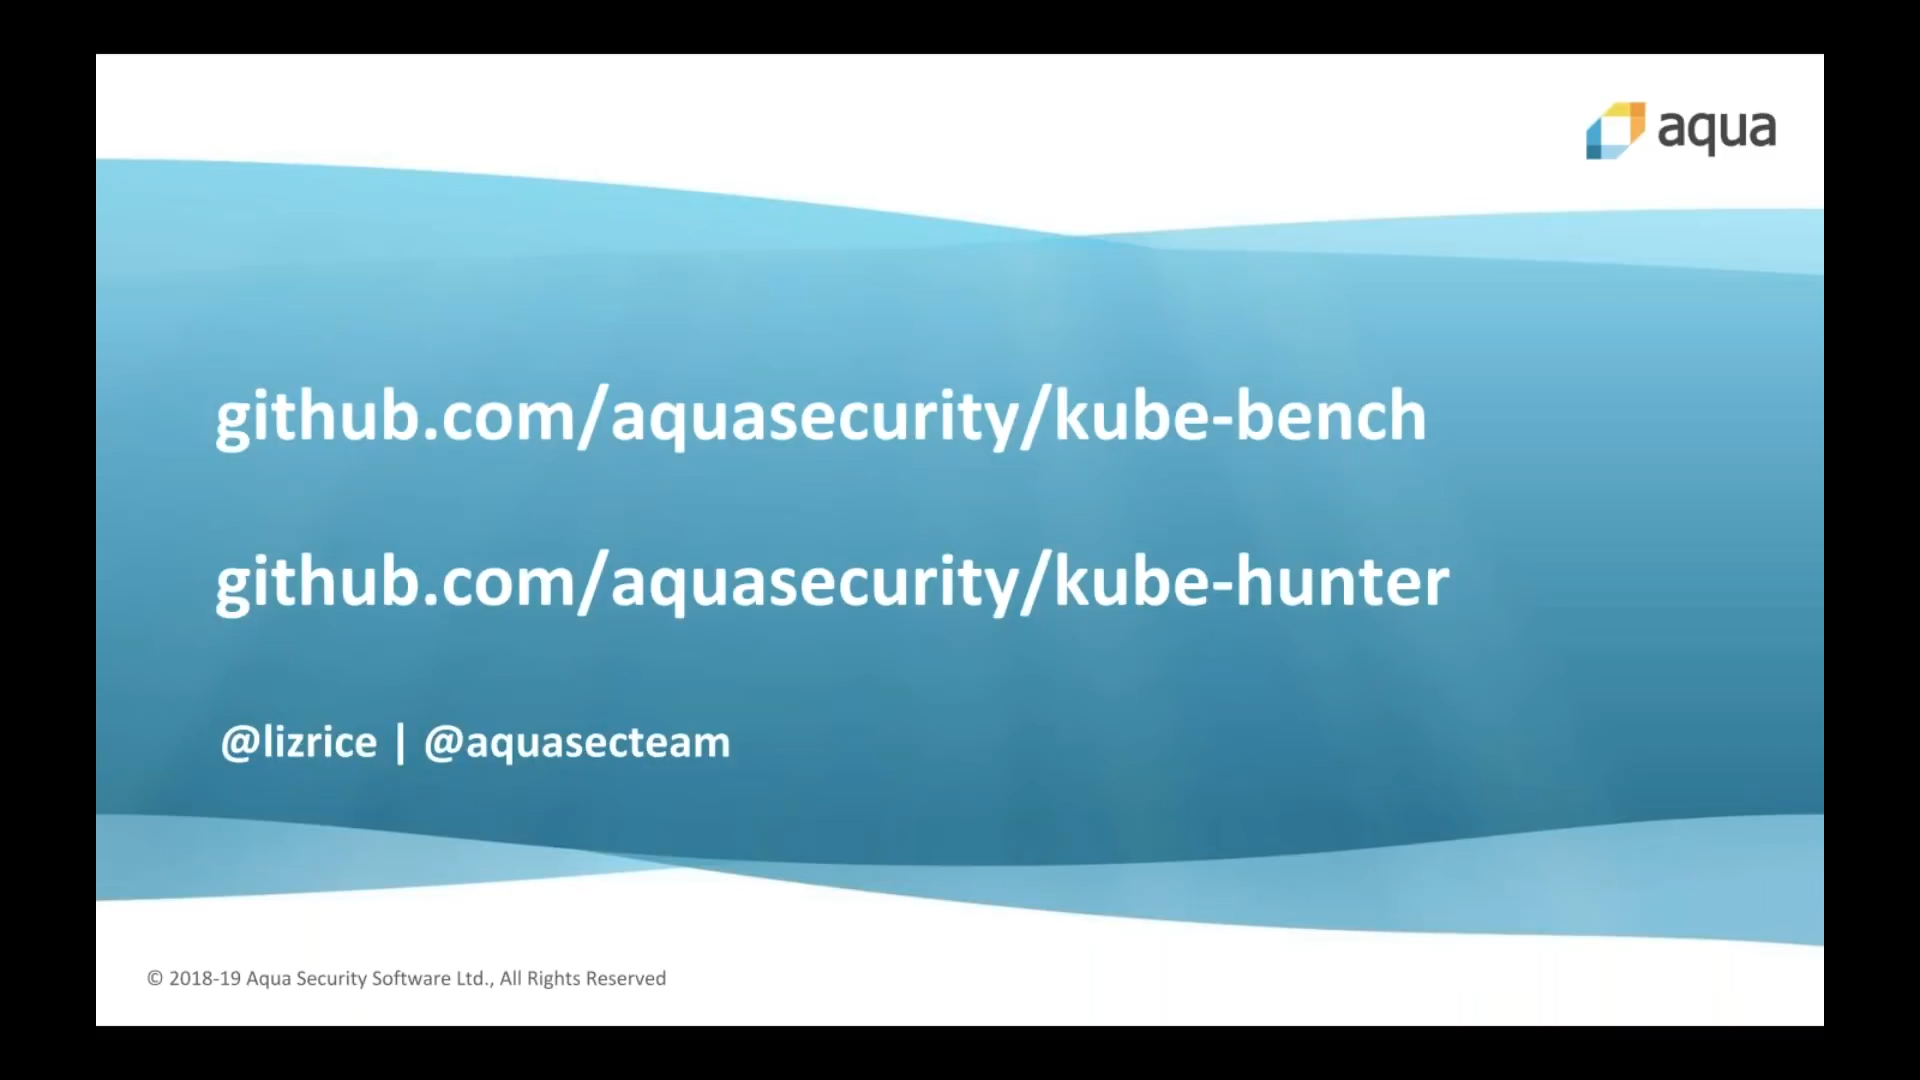 aqua
github.com/aquasecurity/kube-bench
github.com/aquasecurity/kube-hunter
@lizrice | @aquasecteam
© 2018-19 Aqua Security Software Ltd., All Rights Reserved